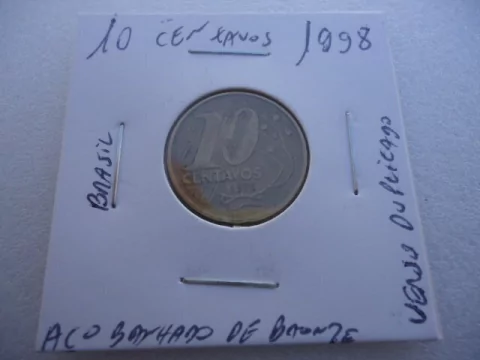 10 CENTAVOS 1998
BRASIL
10
CENTAVOS
VERSO DUPLICADO
AÇO BANHADO DE BRONZE